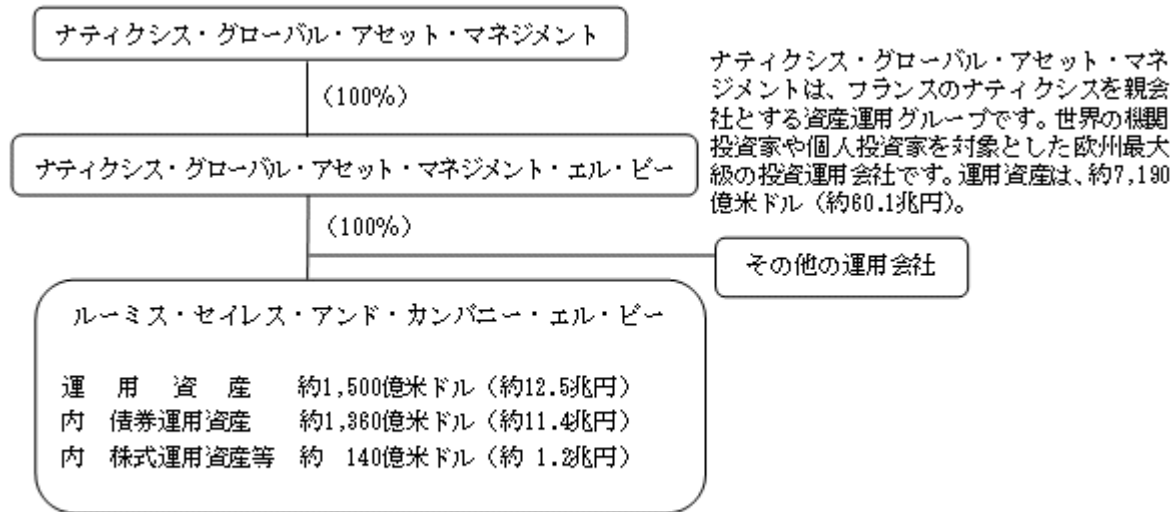 ナティクシス・グローバル・アセット・マネジメント
(100%)
ナティクシス・グローバル・アセット・マネジメント・エル・ピー
(100%)
ナティクシス・グローバル・アセット・マネ
ジメントは、フランスのナティクシスを親会
社とする資産運用グループです。世界の機関
投資家や個人投資家を対象とした欧州最大
級の投資運用会社です。運用資産は、約7,190
億米ドル(約60.1兆円)。
その他の運用会社
ルーミス・セイレス・アンド・カンパニー・エル・ピー
運 用 資 産 約1,500億米ドル(約12.5兆円)
内 債券運用資産 約1,360億米ドル(約11.4兆円)
内 株式運用資産等 約 140億米ドル(約 1.2兆円)